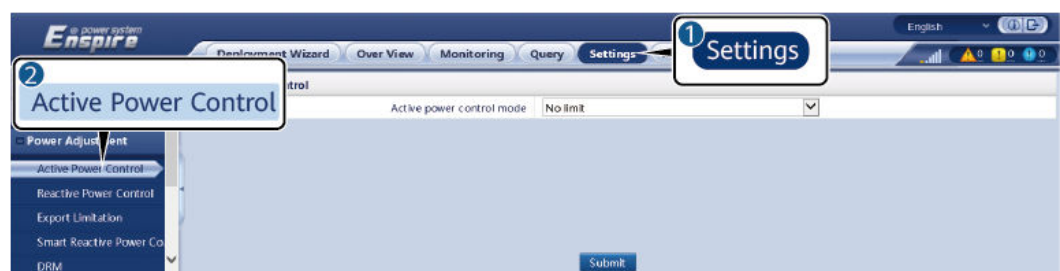 e power system
Enspire
English
Deployment Wizard Over View Monitoring Query Settings
1 Settings
0 0 0
2 Active Power Control
Active power control mode No limit
Power Adjustment
Active Power Control
Reactive Power Control
Export Limitation
Smart Reactive Power Co
DRM
Submit